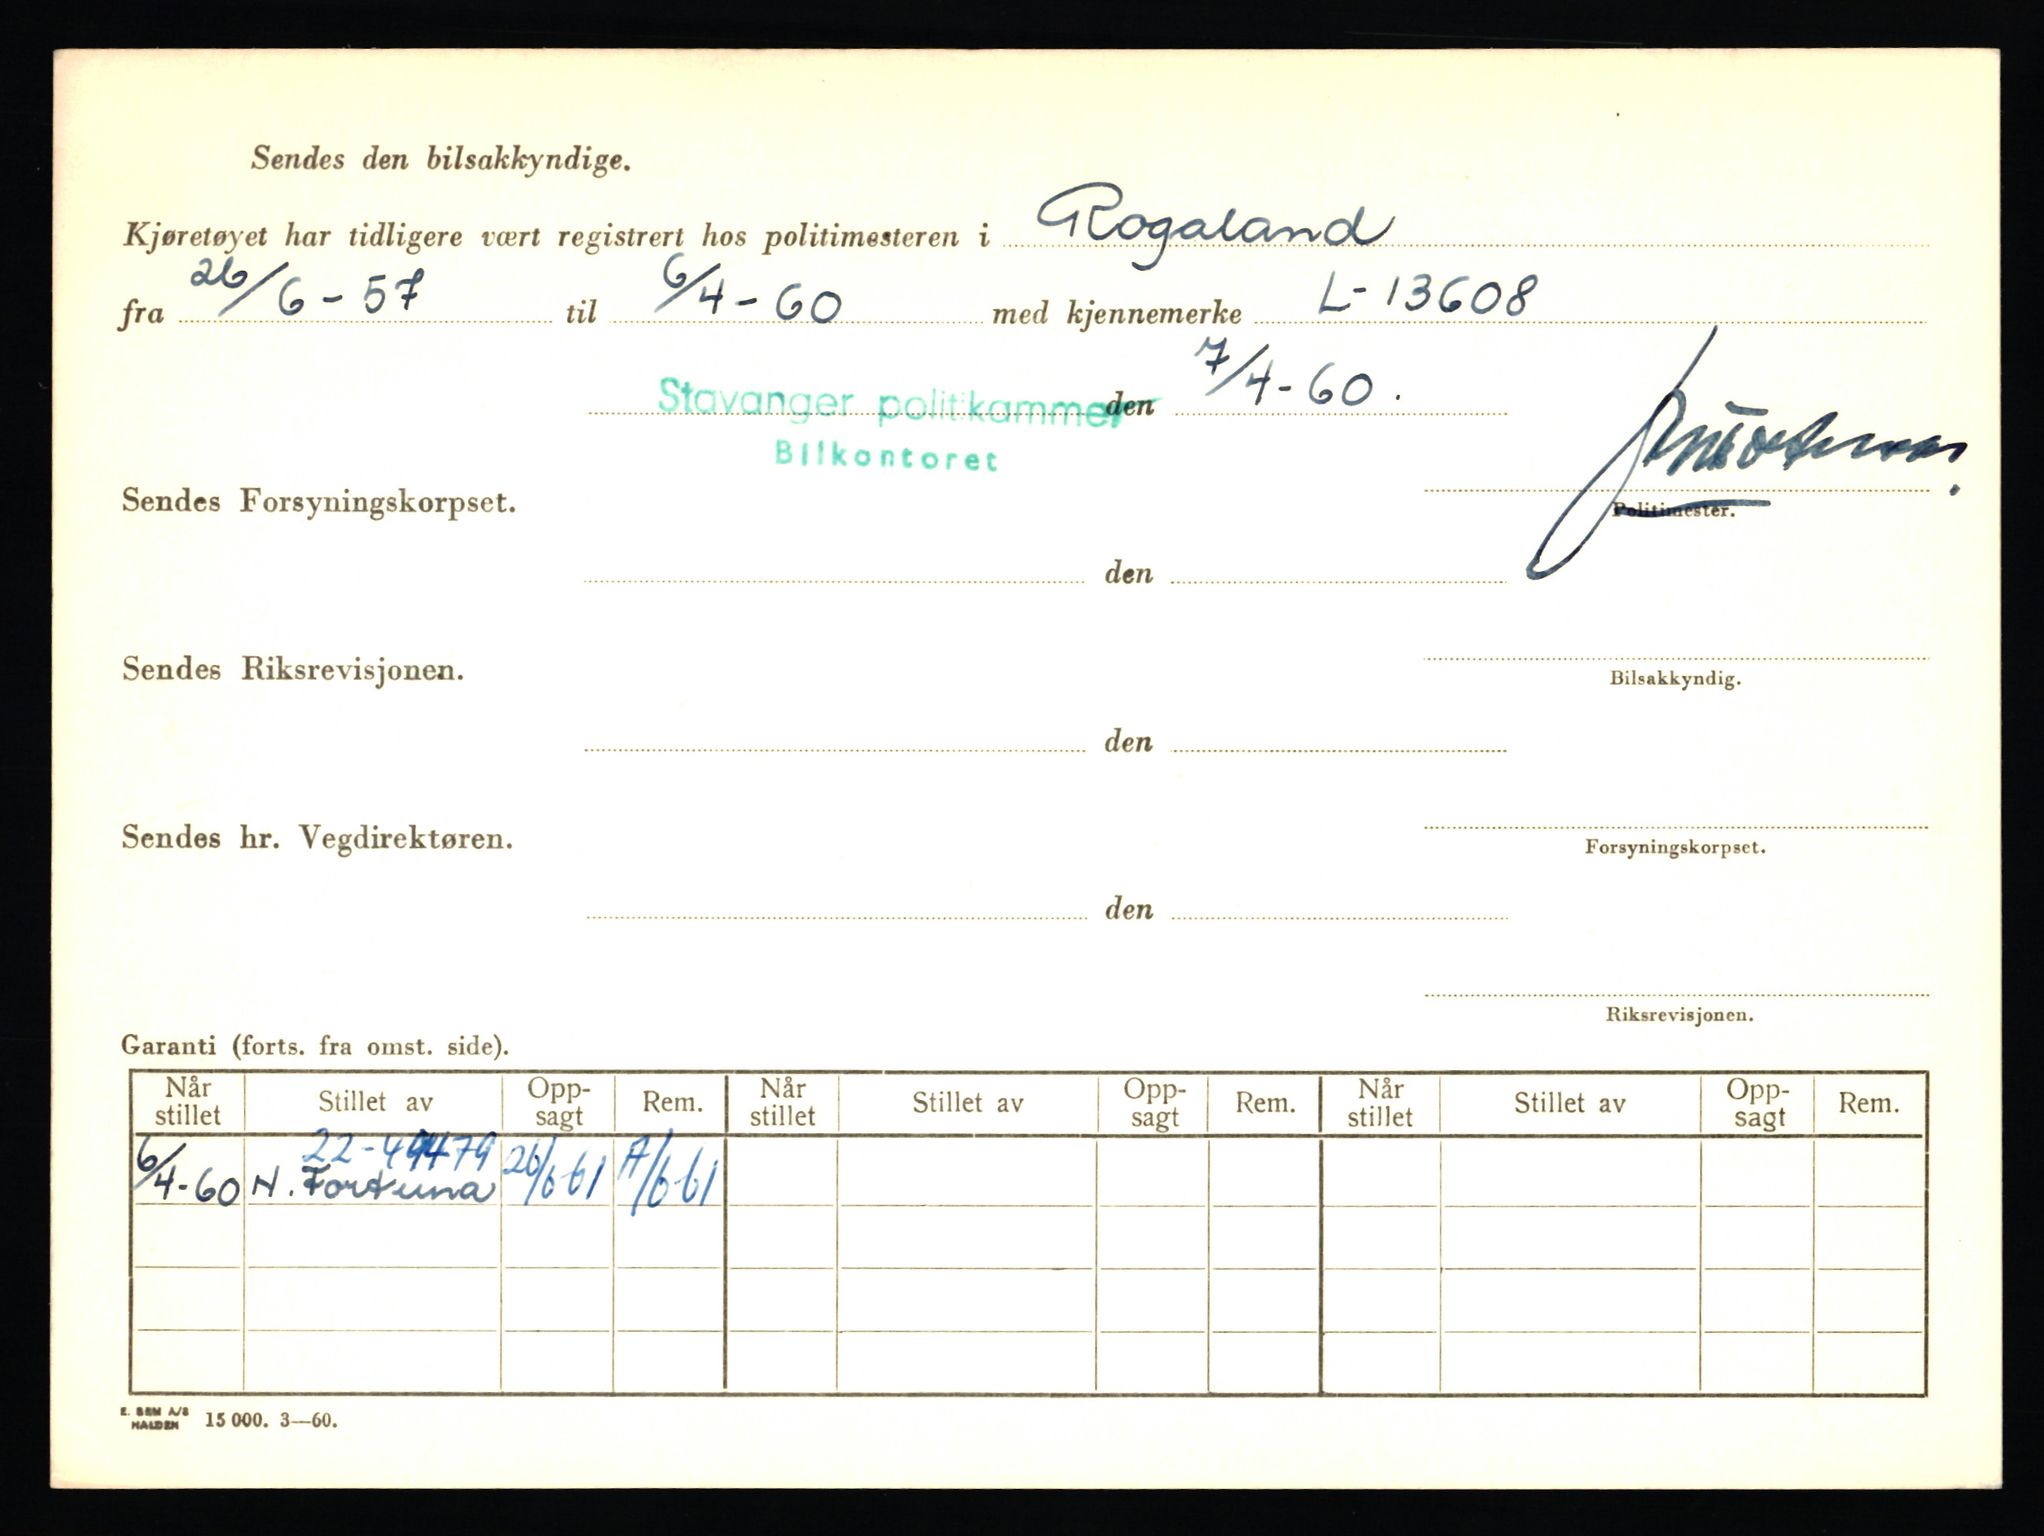 Sendes den bilsakkyndige.
Kjøretøyet har tidligere vært registrert hos politimesteren i Rogaland
fra 26/6-57 til 6/4-60 med kjennemerke L-13608
Stavanger politikammer den 7/4-60.
Bilkontoret
Sendes Forsyningskorpset.
Politimester.
den
Sendes Riksrevisjonen.
Bilsakkyndig.
den
Sendes hr. Vegdirektøren.
Forsyningskorpset.
den
Riksrevisjonen.
Garanti (forts. fra omst. side).
Når stillet Stillet av Opp-sagt Rem. Når stillet Stillet av Opp-sagt Rem. Når stillet Stillet av Opp-sagt Rem.
22-49479
6/4-60 N. Fortuna 26/6-61 A/6-61
E. SEM A/S
HALDEN 15 000. 3—60.